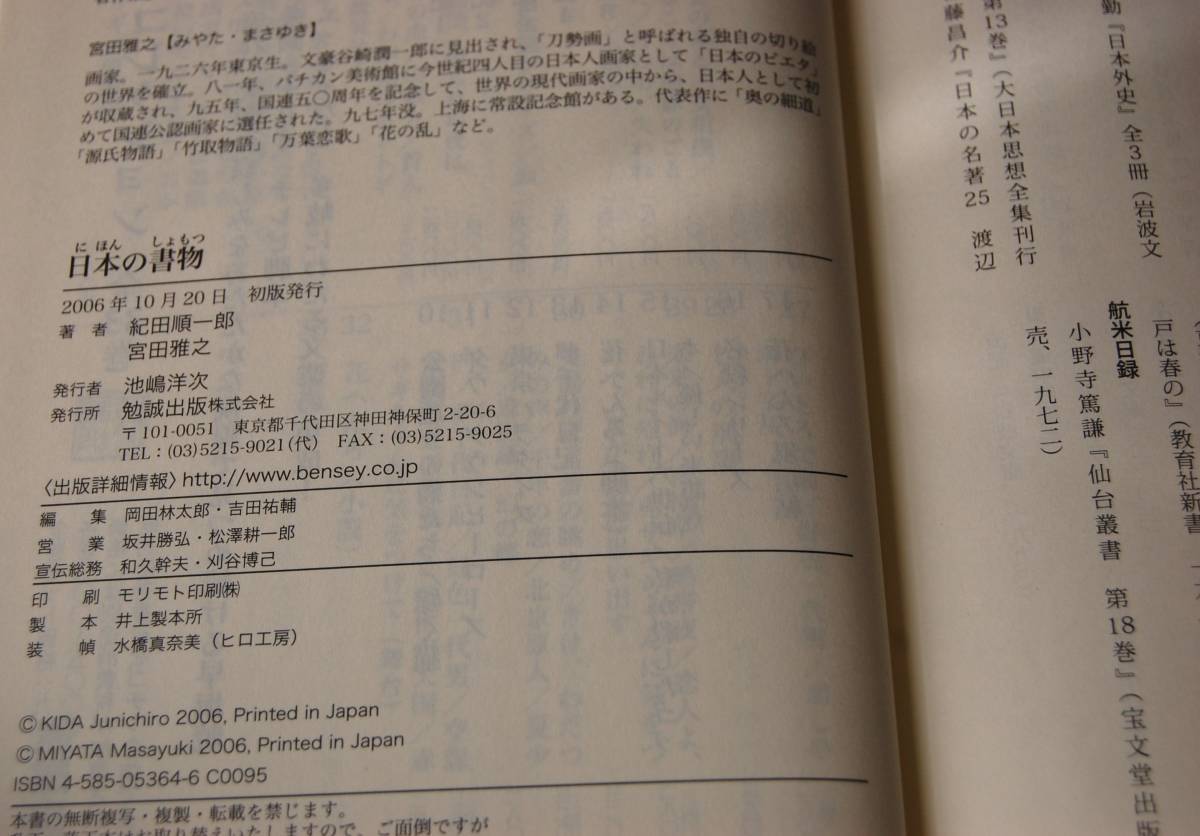 宮田雅之【みやた・まさゆき】
画家。一九二六年東京生。文豪谷崎潤一郎に見出され、「刀勢画」と呼ばれる独自の切り絵
の世界を確立。八一年、バチカン美術館に今世紀四人目の日本人画家として「日本のピエタ」
が収蔵され、九五年、国連五〇周年を記念して、世界の現代画家の中から、日本人として初
めて国連公認画家に選任された。九七年没。上海に常設記念館がある。代表作に「奥の細道」
「源氏物語」「竹取物語」「万葉恋歌」「花の乱」など。
にほん しょもつ
日本の書物
2006年10月20日 初版発行
著者 紀田順一郎
宮田雅之
発行者 池嶋洋次
発行所 勉誠出版株式会社
〒101-0051 東京都千代田区神田神保町2-20-6
TEL:(03)5215-9021(代) FAX:(03)5215-9025
〈出版詳細情報〉http://www.bensey.co.jp
編集 岡田林太郎・吉田祐輔
営業 坂井勝弘・松澤耕一郎
宣伝総務 和久幹夫・刈谷博己
印刷 モリモト印刷㈱
製本 井上製本所
装幀 水橋真奈美(ヒロ工房)
© KIDA Junichiro 2006, Printed in Japan
© MIYATA Masayuki 2006, Printed in Japan
ISBN 4-585-05364-6 C0095
本書の無断複写・複製・転載を禁じます。
勤『日本外史』全3冊(岩波文
第13巻』(大日本思想全集刊行
藤昌介『日本の名著25 渡辺
戸は春の』(教育社新書
航米日録
小野寺篤謙『仙台叢書 第18巻』(宝文堂出版
売、一九七二)